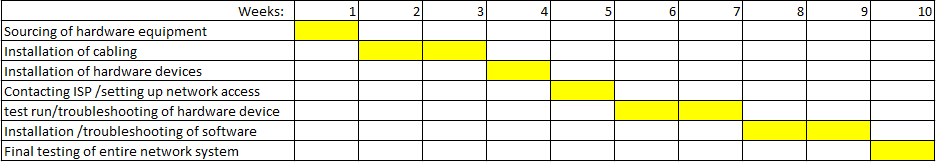 Weeks: 1 2 3 4 5 6 7 8 9 10
Sourcing of hardware equipment
Installation of cabling
Installation of hardware devices
Contacting ISP /setting up network access
test run/troubleshooting of hardware device
Installation /troubleshooting of software
Final testing of entire network system